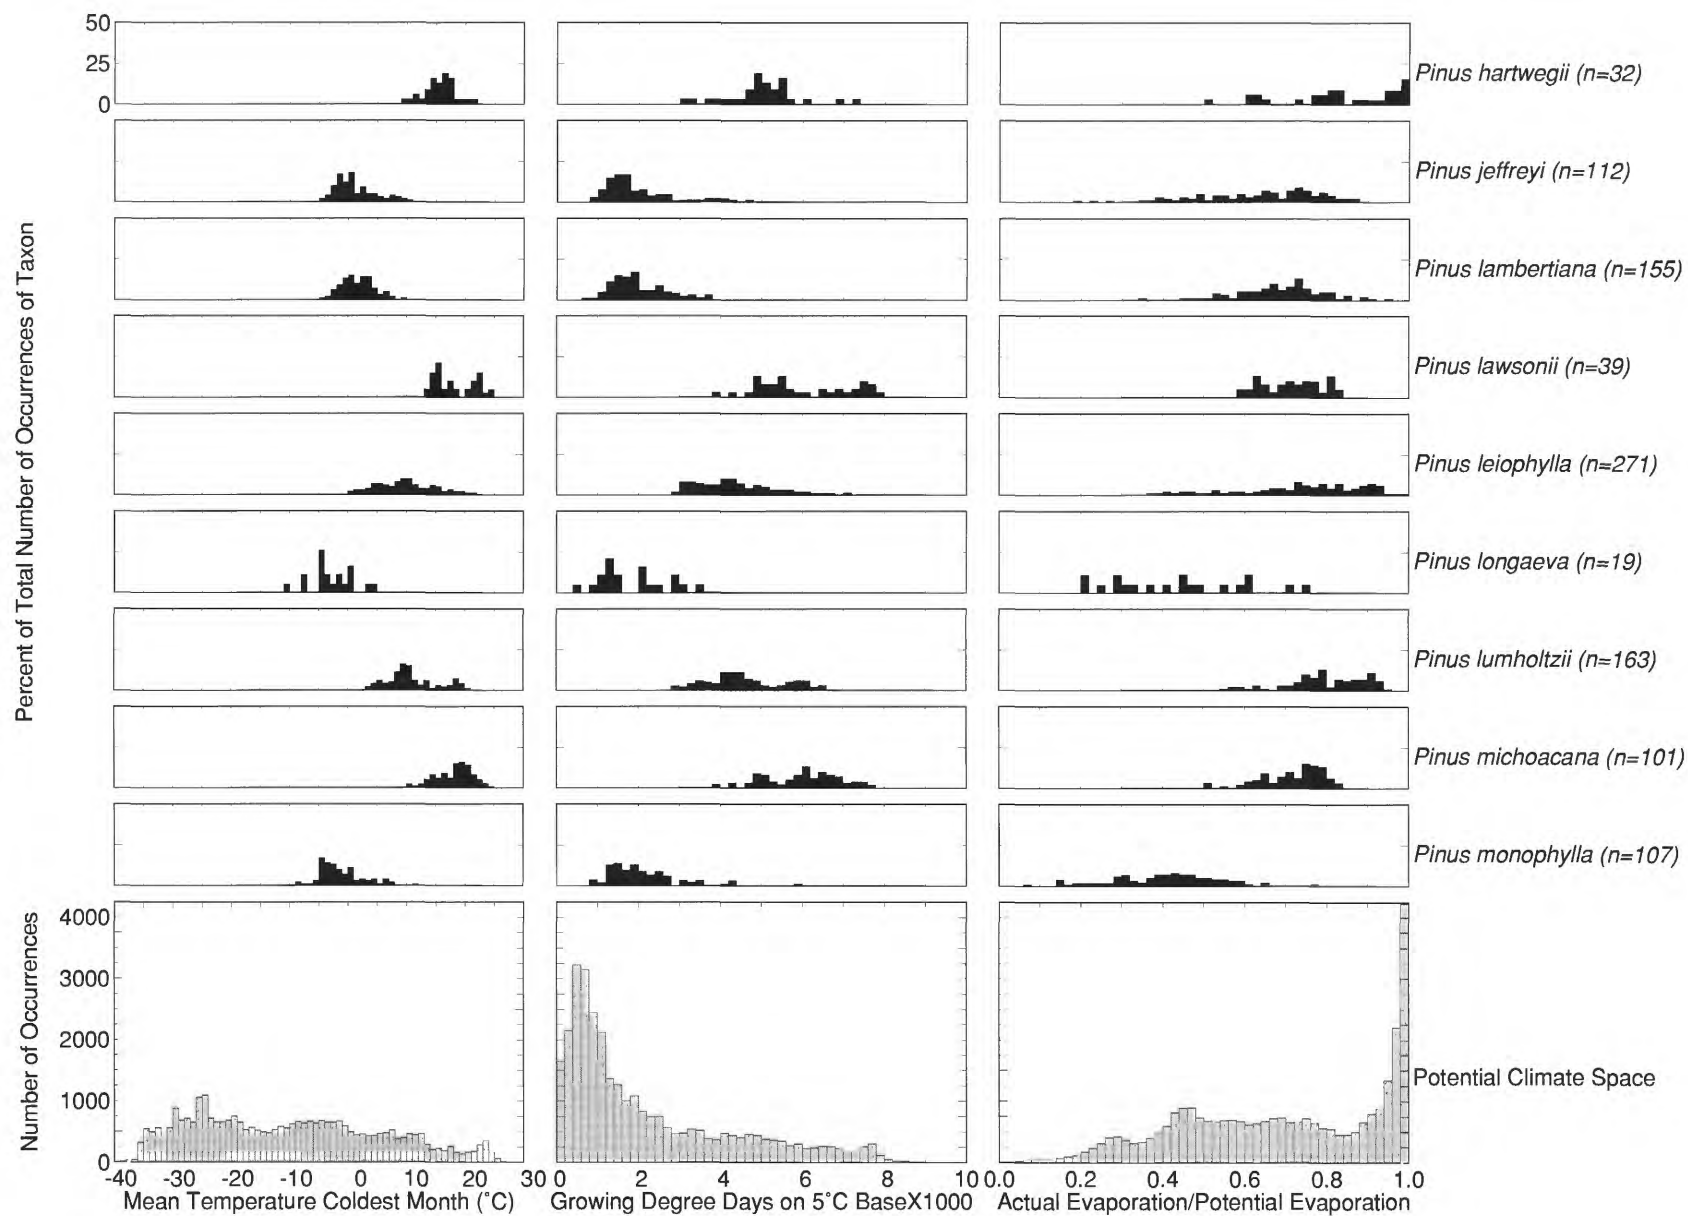 50
25
0
Pinus hartwegii (n=32)
Pinus jeffreyi (n=112)
Pinus lambertiana (n=155)
Pinus lawsonii (n=39)
Pinus leiophylla (n=271)
Pinus longaeva (n=19)
Pinus lumholtzii (n=163)
Pinus michoacana (n=101)
Pinus monophylla (n=107)
Percent of Total Number of Occurrences of Taxon
Number of Occurrences
4000
3000
2000
1000
0
Potential Climate Space
-40 -30 -20 -10 0 10 20 30
0 2 4 6 8 10
0.0 0.2 0.4 0.6 0.8 1.0
Mean Temperature Coldest Month (°C)
Growing Degree Days on 5°C BaseX1000
Actual Evaporation/Potential Evaporation